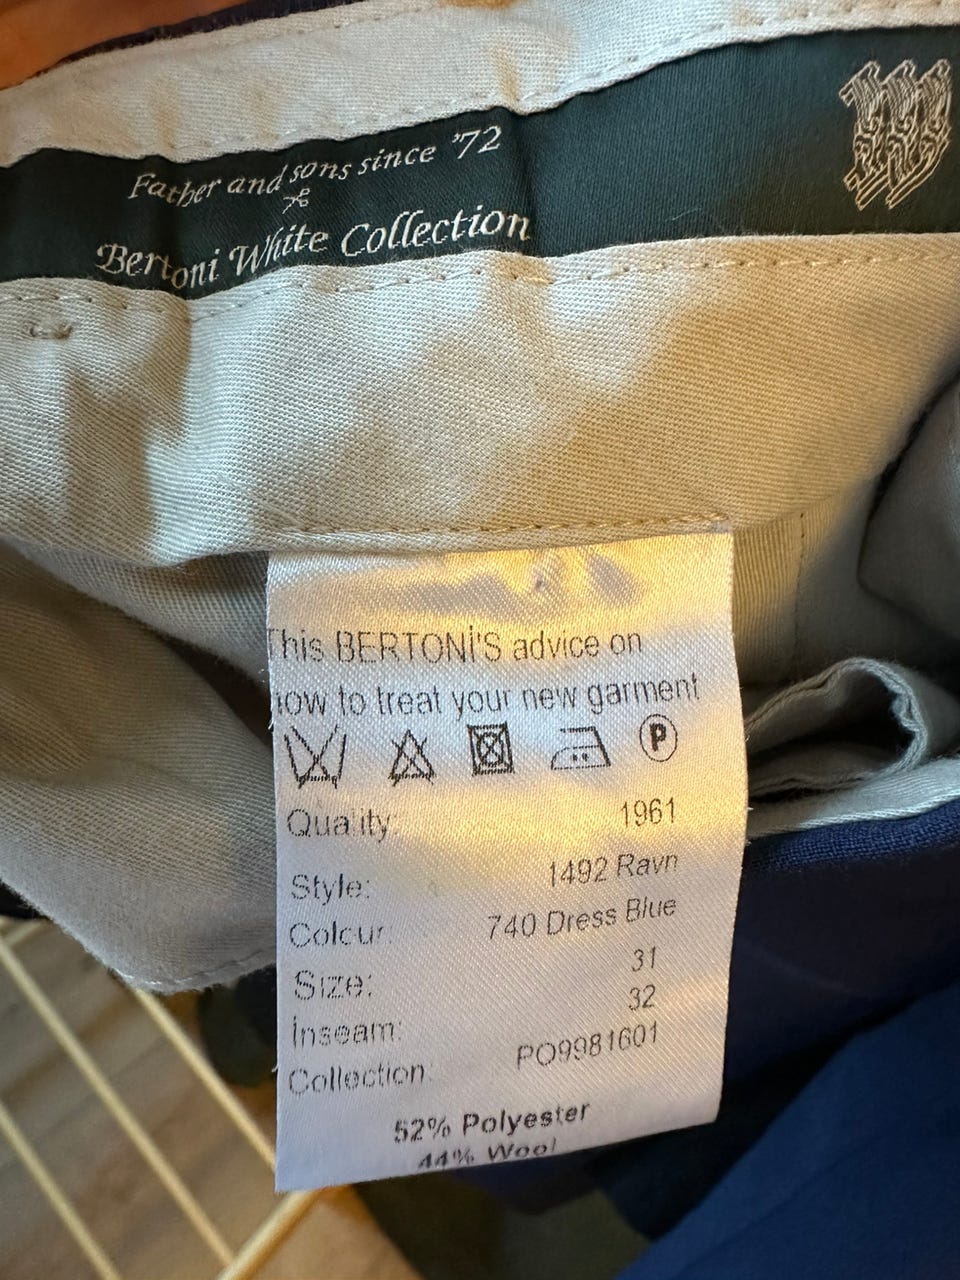 Father and sons since '72
Bertoni White Collection
This BERTONİ'S advice on
how to treat your new garment
P
Quality: 1961
Style: 1492 Ravn
Colour: 740 Dress Blue
Size: 31
İnseam: 32
Collection PO9981601
52% Polyester
44% Wool